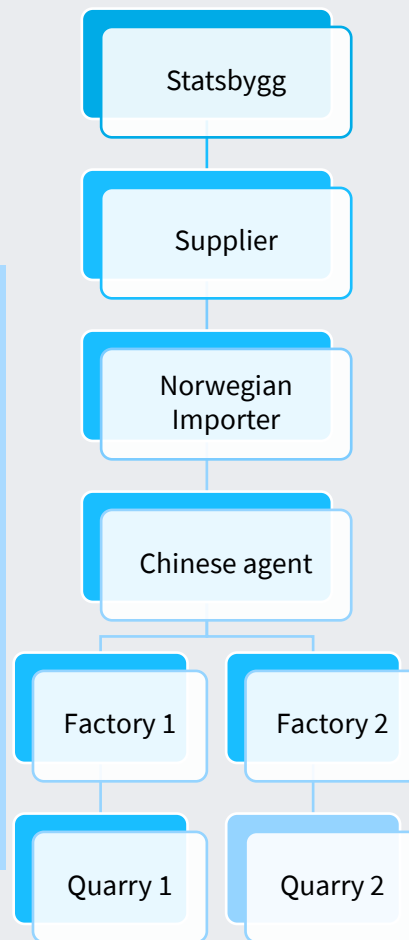 Statsbygg
Supplier
Norwegian
Importer
Chinese agent
Factory 1
Factory 2
Quarry 1
Quarry 2